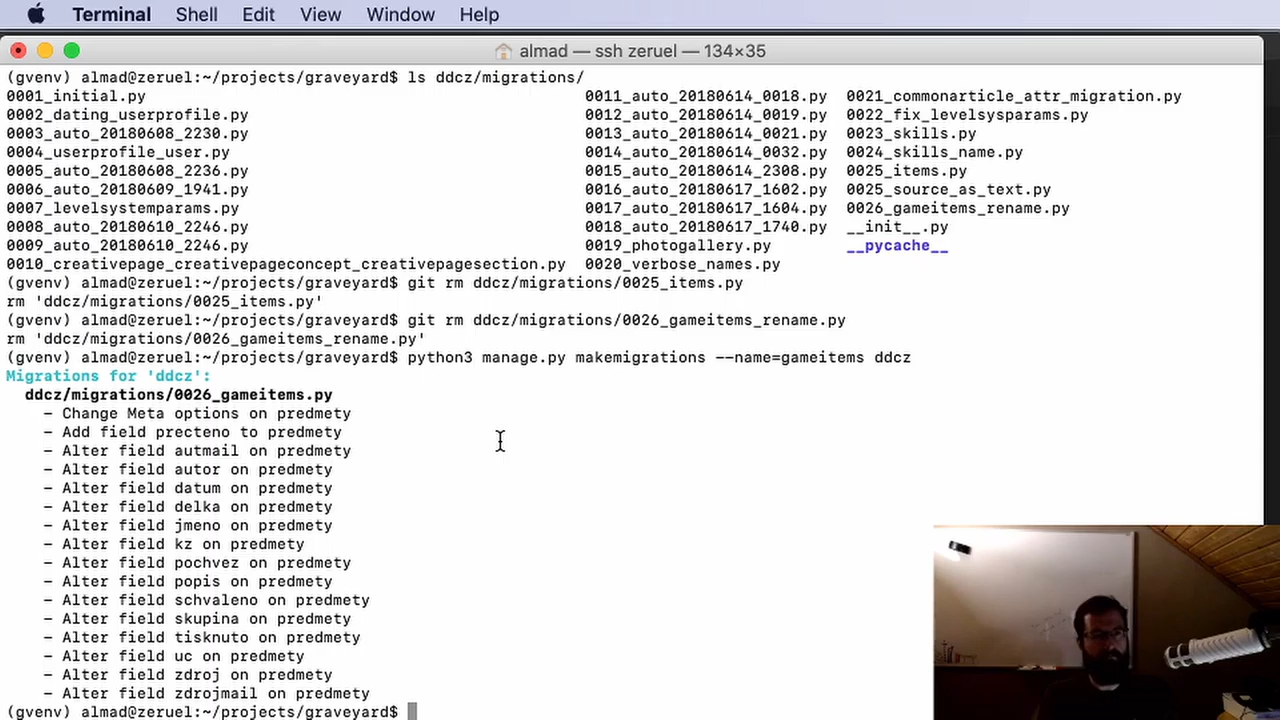 Terminal Shell Edit View Window Help
almad — ssh zeruel — 134×35
(gvenv) almad@zeruel:~/projects/graveyard$ ls ddcz/migrations/
0001_initial.py 0011_auto_20180614_0018.py 0021_commonarticle_attr_migration.py
0002_dating_userprofile.py 0012_auto_20180614_0019.py 0022_fix_levelsysparams.py
0003_auto_20180608_2230.py 0013_auto_20180614_0021.py 0023_skills.py
0004_userprofile_user.py 0014_auto_20180614_0032.py 0024_skills_name.py
0005_auto_20180608_2236.py 0015_auto_20180614_2308.py 0025_items.py
0006_auto_20180609_1941.py 0016_auto_20180617_1602.py 0025_source_as_text.py
0007_levelsystemparams.py 0017_auto_20180617_1604.py 0026_gameitems_rename.py
0008_auto_20180610_2246.py 0018_auto_20180617_1740.py __init__.py
0009_auto_20180610_2246.py 0019_photogallery.py __pycache__
0010_creativepage_creativepageconcept_creativepagesection.py 0020_verbose_names.py
(gvenv) almad@zeruel:~/projects/graveyard$ git rm ddcz/migrations/0025_items.py
rm 'ddcz/migrations/0025_items.py'
(gvenv) almad@zeruel:~/projects/graveyard$ git rm ddcz/migrations/0026_gameitems_rename.py
rm 'ddcz/migrations/0026_gameitems_rename.py'
(gvenv) almad@zeruel:~/projects/graveyard$ python3 manage.py makemigrations --name=gameitems ddcz
Migrations for 'ddcz':
ddcz/migrations/0026_gameitems.py
- Change Meta options on predmety
- Add field precteno to predmety
- Alter field autmail on predmety
- Alter field autor on predmety
- Alter field datum on predmety
- Alter field delka on predmety
- Alter field jmeno on predmety
- Alter field kz on predmety
- Alter field pochvez on predmety
- Alter field popis on predmety
- Alter field schvaleno on predmety
- Alter field skupina on predmety
- Alter field tisknuto on predmety
- Alter field uc on predmety
- Alter field zdroj on predmety
- Alter field zdrojmail on predmety
(gvenv) almad@zeruel:~/projects/graveyard$